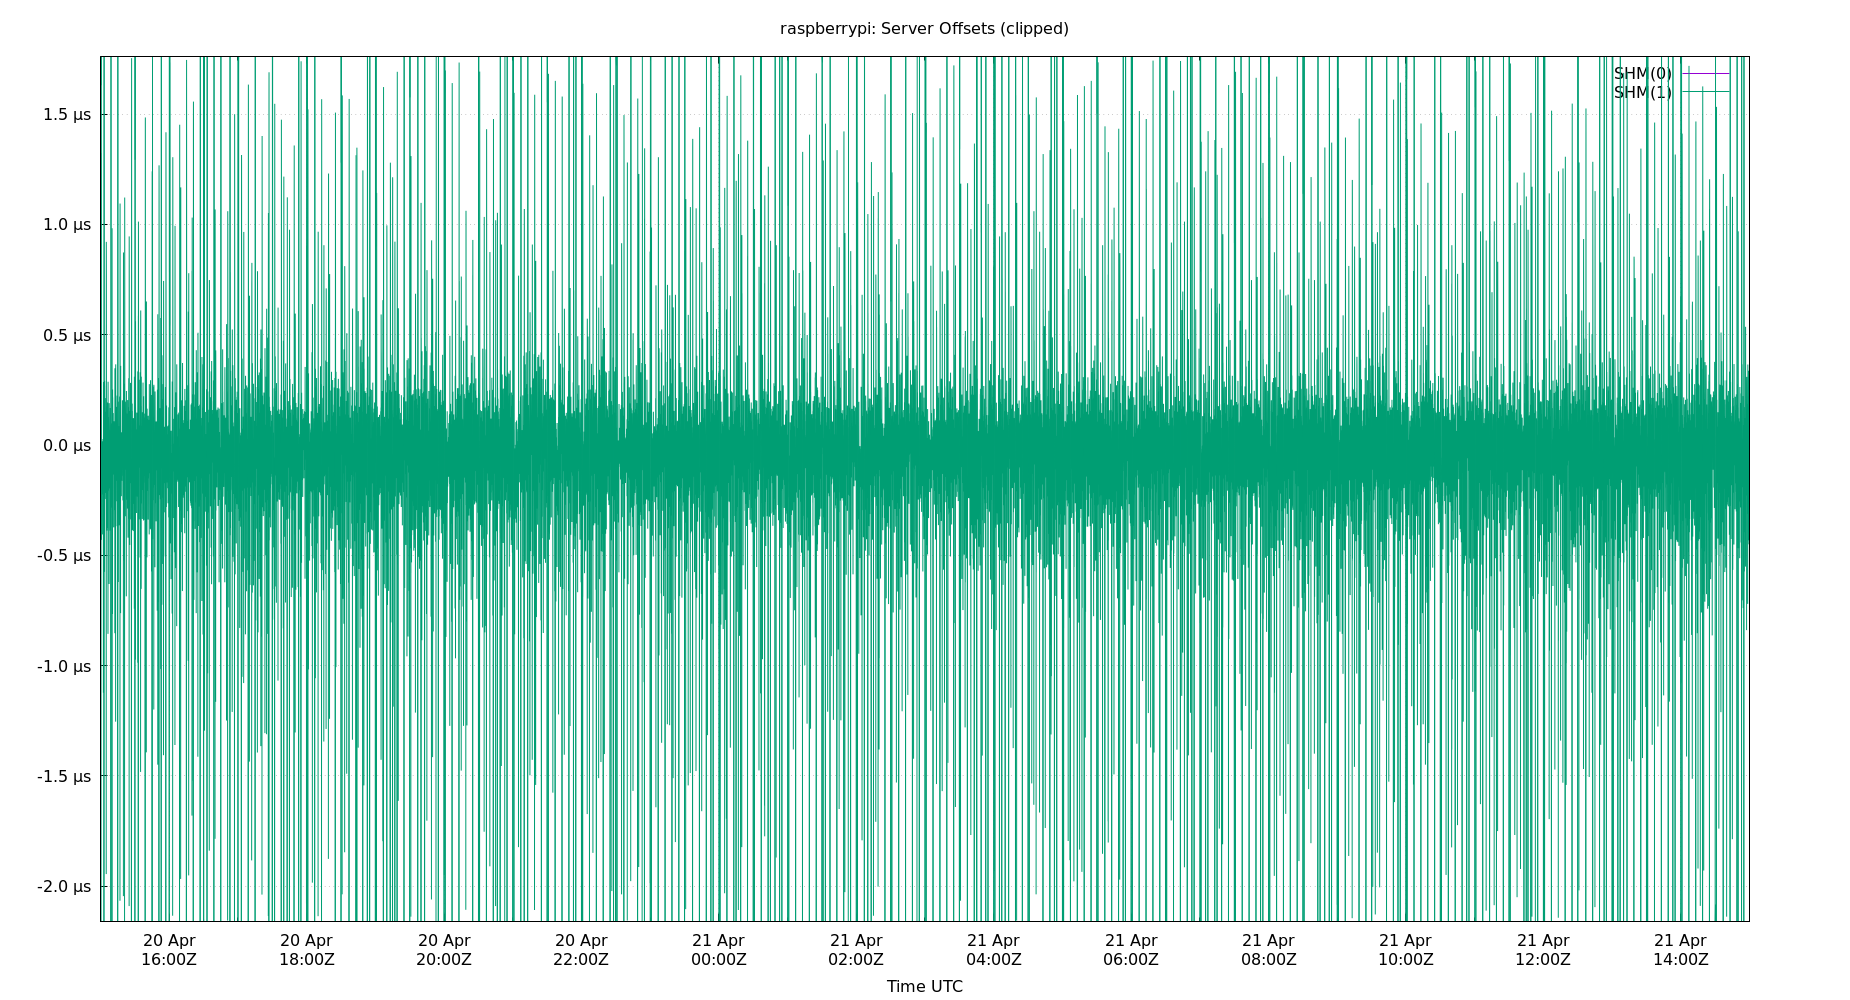 raspberrypi: Server Offsets (clipped)
SHM(0)
SHM(1)
1.5 µs
1.0 µs
0.5 µs
0.0 µs
-0.5 µs
-1.0 µs
-1.5 µs
-2.0 µs
20 Apr 20 Apr 20 Apr 20 Apr 21 Apr 21 Apr 21 Apr 21 Apr 21 Apr 21 Apr 21 Apr 21 Apr
16:00Z 18:00Z 20:00Z 22:00Z 00:00Z 02:00Z 04:00Z 06:00Z 08:00Z 10:00Z 12:00Z 14:00Z
Time UTC